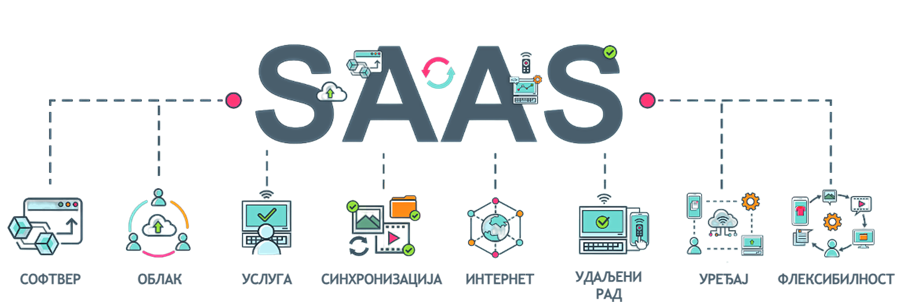 SAAS
СОФТВЕР
ОБЛАК
УСЛУГА
СИНХРОНИЗАЦИЈА
ИНТЕРНЕТ
УДАЉЕНИ
РАД
УРЕЂАЈ
ФЛЕКСИБИЛНОСТ